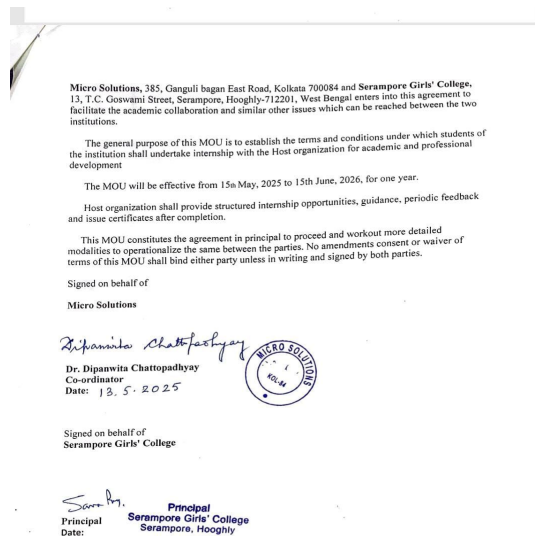 Micro Solutions, 385, Ganguli bagan East Road, Kolkata 700084 and Serampore Girls' College,
13, T.C. Goswami Street, Serampore, Hooghly-712201, West Bengal enters into this agreement to
facilitate the academic collaboration and similar other issues which can be reached between the two
institutions.
The general purpose of this MOU is to establish the terms and conditions under which students of
the institution shall undertake internship with the Host organization for academic and professional
development
The MOU will be effective from 15th May, 2025 to 15th June, 2026, for one year.
Host organization shall provide structured internship opportunities, guidance, periodic feedback
and issue certificates after completion.
This MOU constitutes the agreement in principal to proceed and workout more detailed
modalities to operationalize the same between the parties. No amendments consent or waiver of
terms of this MOU shall bind either party unless in writing and signed by both parties.
Signed on behalf of
Micro Solutions
Dipanwita Chattopadhyay
MICRO SOLUTIONS
KOL-84
Dr. Dipanwita Chattopadhyay
Co-ordinator
Date: 13.5.2025
Signed on behalf of
Serampore Girls' College
Principal
Serampore Girls' College
Serampore, Hooghly
Principal
Date: